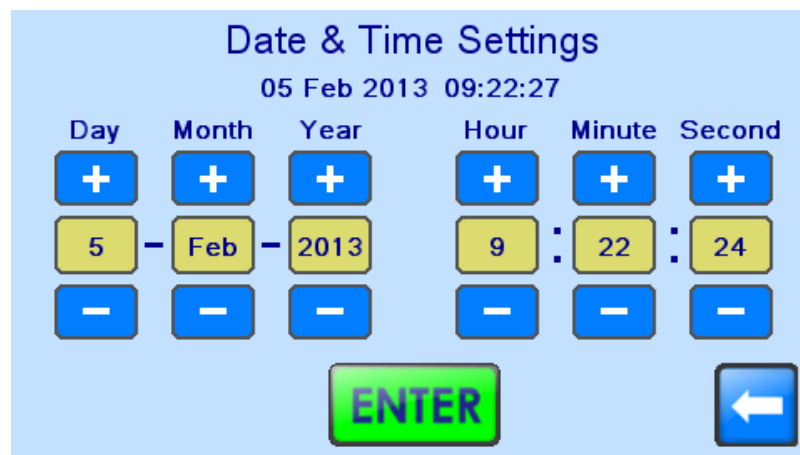 Date & Time Settings
05 Feb 2013 09:22:27
Day Month Year Hour Minute Second
+ + + + + +
5 - Feb - 2013 9 : 22 : 24
- - - - - -
ENTER